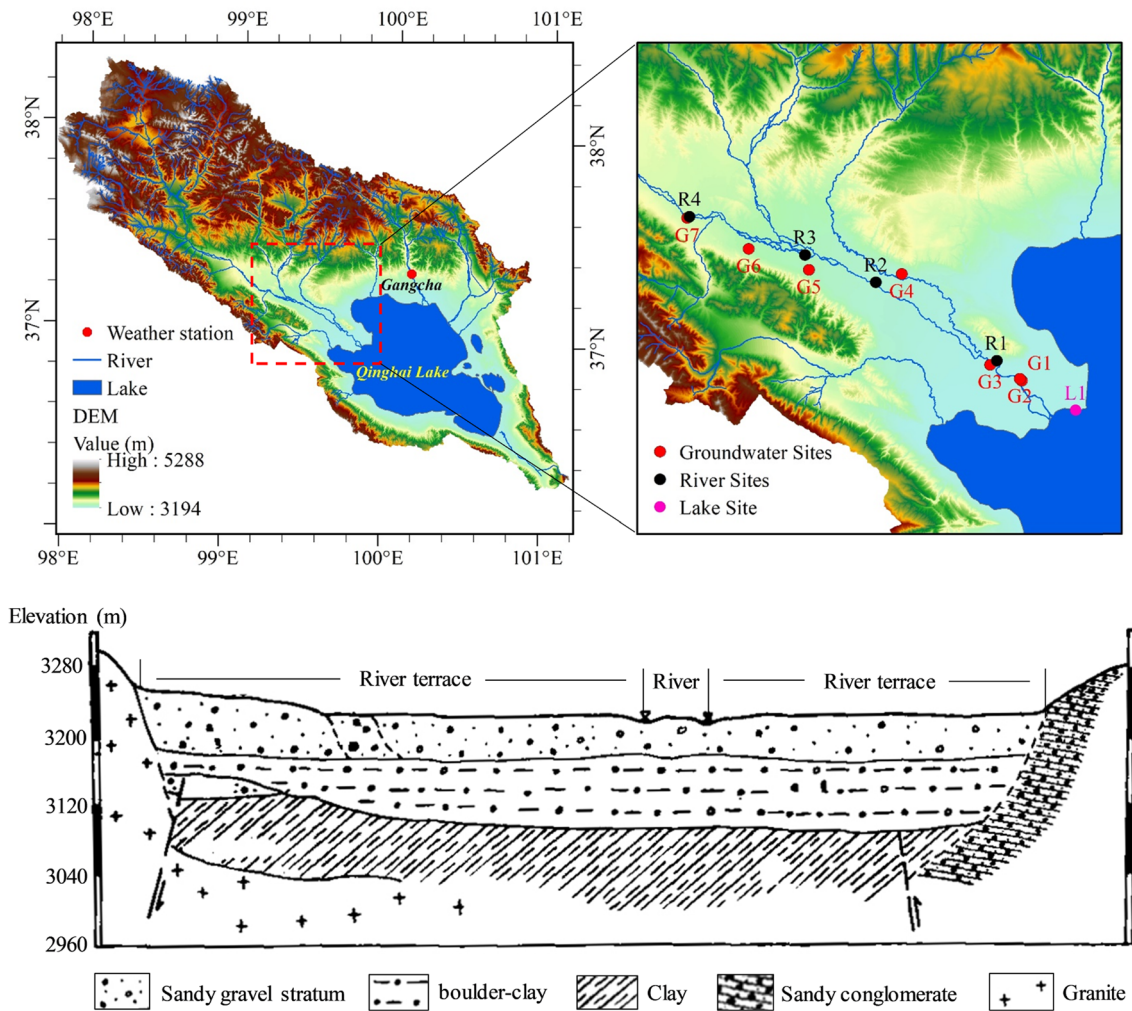 98°E 99°E 100°E 101°E
38°N
38°N
37°N
37°N
Gangcha
Qinghai Lake
Weather station
River
Lake
DEM
Value (m)
High : 5288
Low : 3194
98°E 99°E 100°E 101°E
R4
G7
G6
R3
G5
R2
G4
R1
G3
G1
G2
L1
Groundwater Sites
River Sites
Lake Site
Elevation (m)
3280
3200
3120
3040
2960
River terrace River River terrace
Sandy gravel stratum boulder-clay Clay Sandy conglomerate Granite